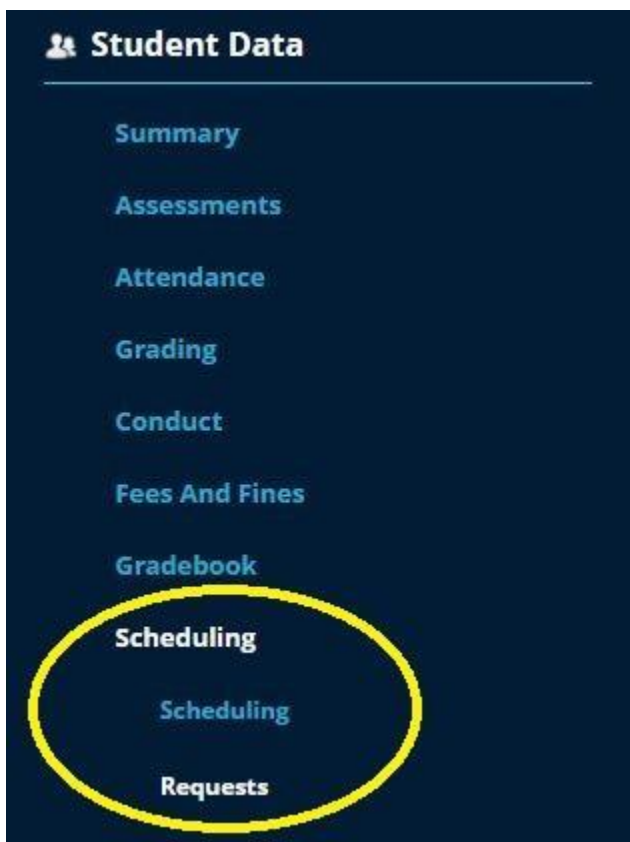 Student Data
Summary
Assessments
Attendance
Grading
Conduct
Fees And Fines
Gradebook
Scheduling
Scheduling
Requests